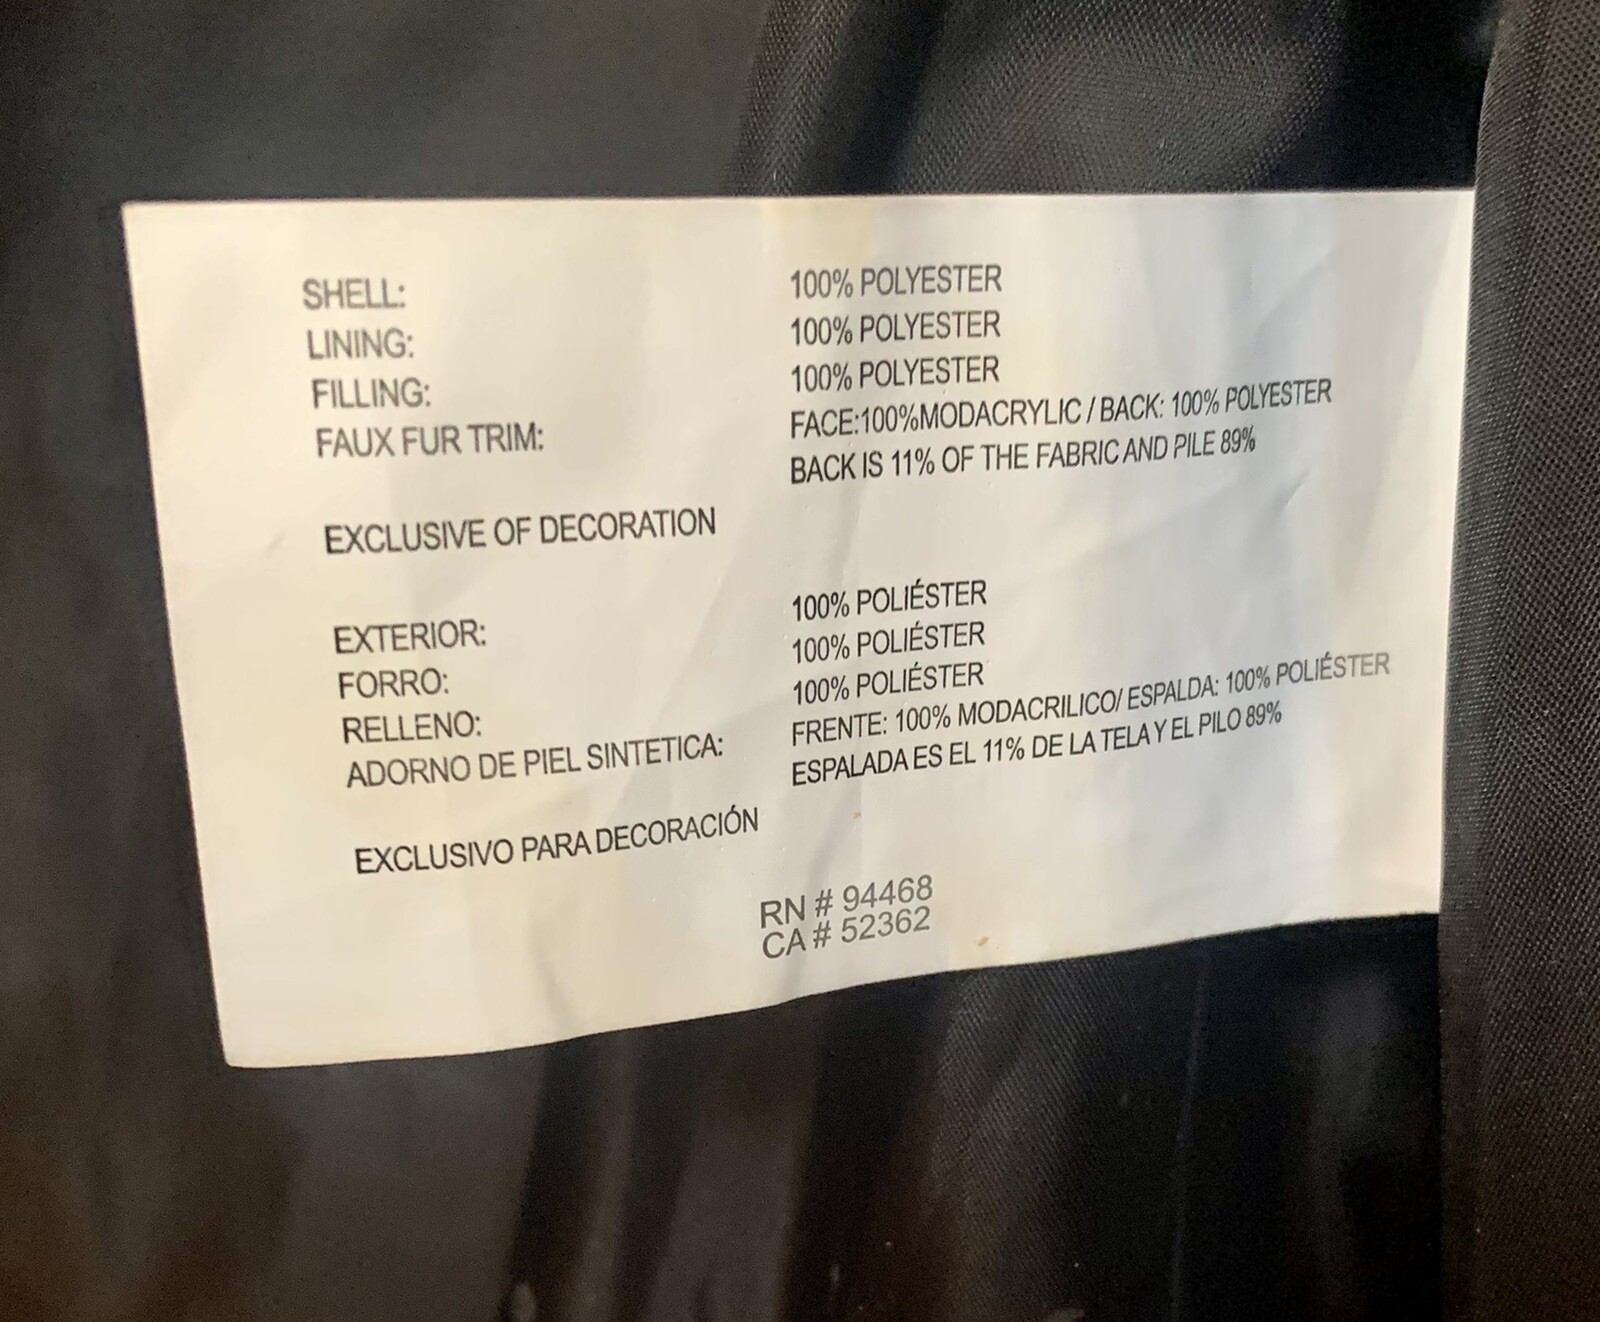 SHELL: 100% POLYESTER
LINING: 100% POLYESTER
FILLING: 100% POLYESTER
FAUX FUR TRIM: FACE:100%MODACRYLIC / BACK: 100% POLYESTER
BACK IS 11% OF THE FABRIC AND PILE 89%
EXCLUSIVE OF DECORATION
EXTERIOR: 100% POLIÉSTER
FORRO: 100% POLIÉSTER
RELLENO: 100% POLIÉSTER
ADORNO DE PIEL SINTETICA: FRENTE: 100% MODACRILICO/ ESPALDA: 100% POLIÉSTER
ESPALADA ES EL 11% DE LA TELA Y EL PILO 89%
EXCLUSIVO PARA DECORACIÓN
RN # 94468
CA # 52362